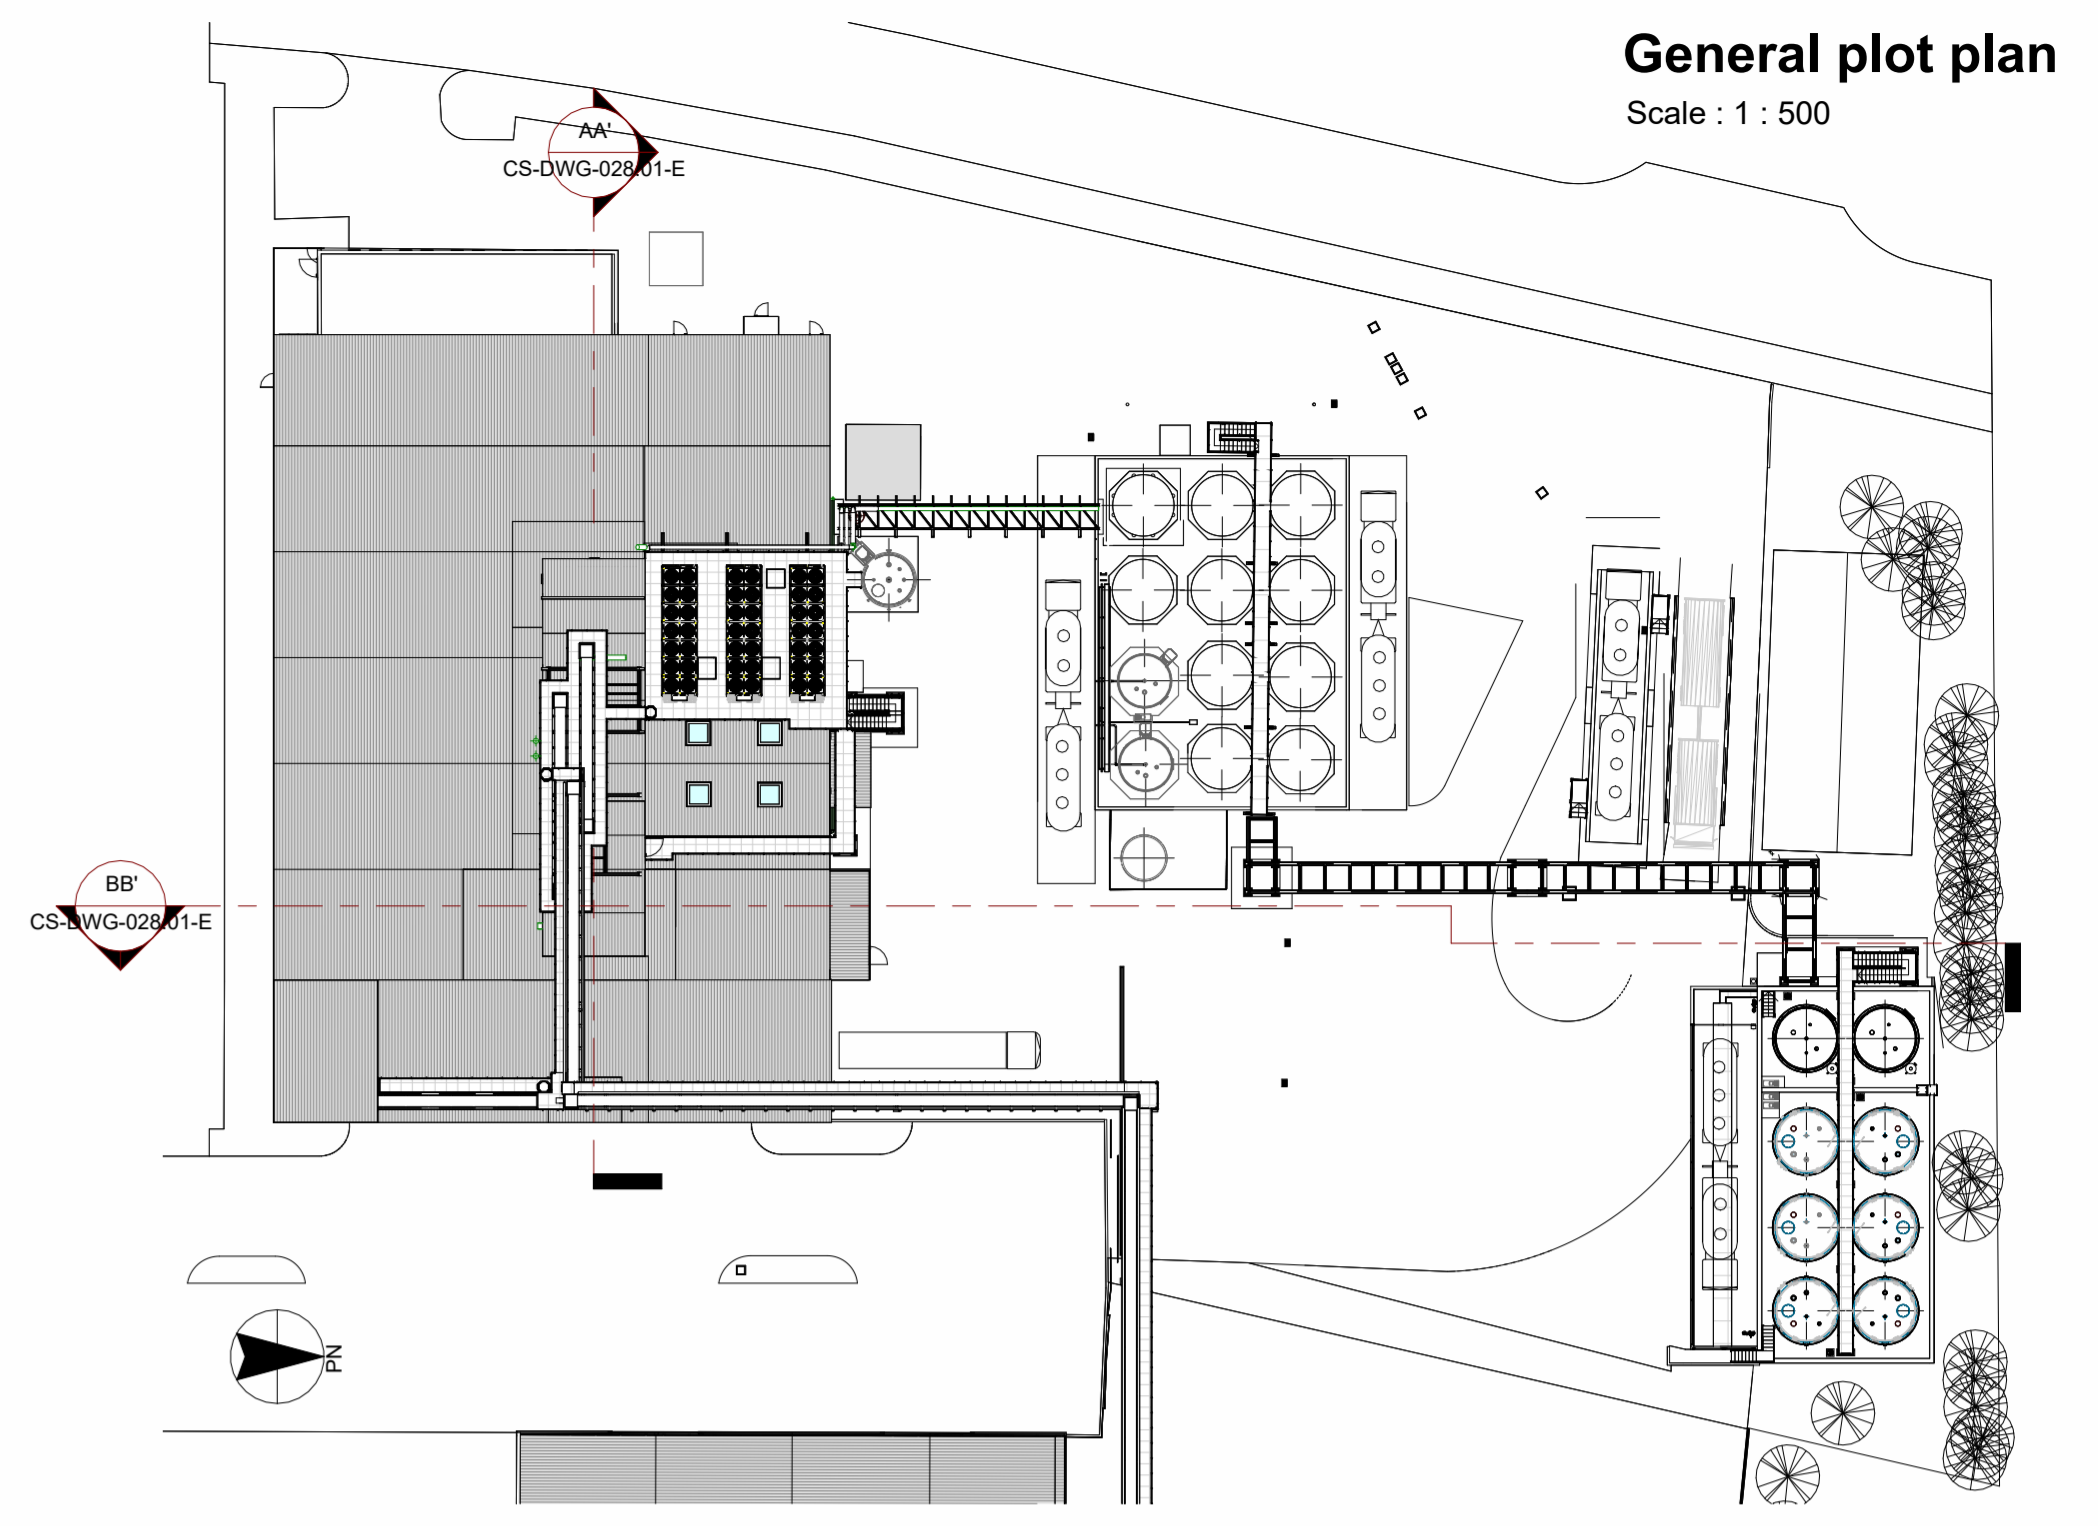 General plot plan
Scale : 1 : 500
AA'
CS-DWG-028.01-E
BB'
CS-DWG-028.01-E
PN